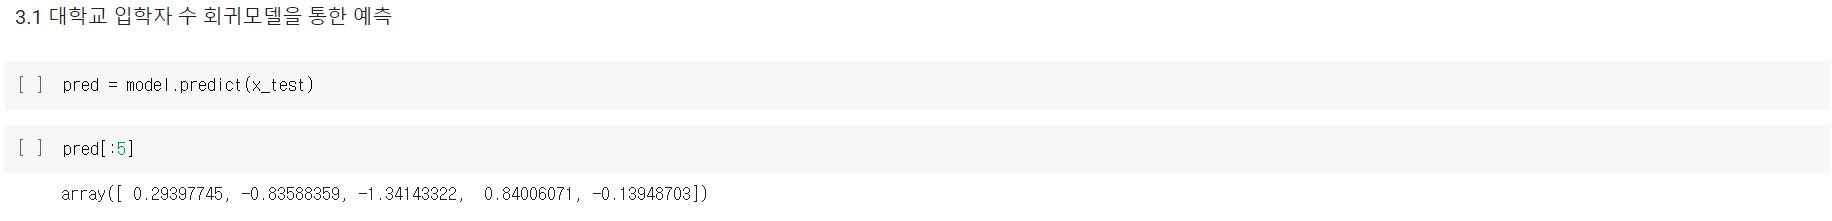 3.1 대학교 입학자 수 회귀모델을 통한 예측
[ ] pred = model.predict(x_test)
[ ] pred[:5]
array([ 0.29397745, -0.83588359, -1.34143322,  0.84006071, -0.13948703])